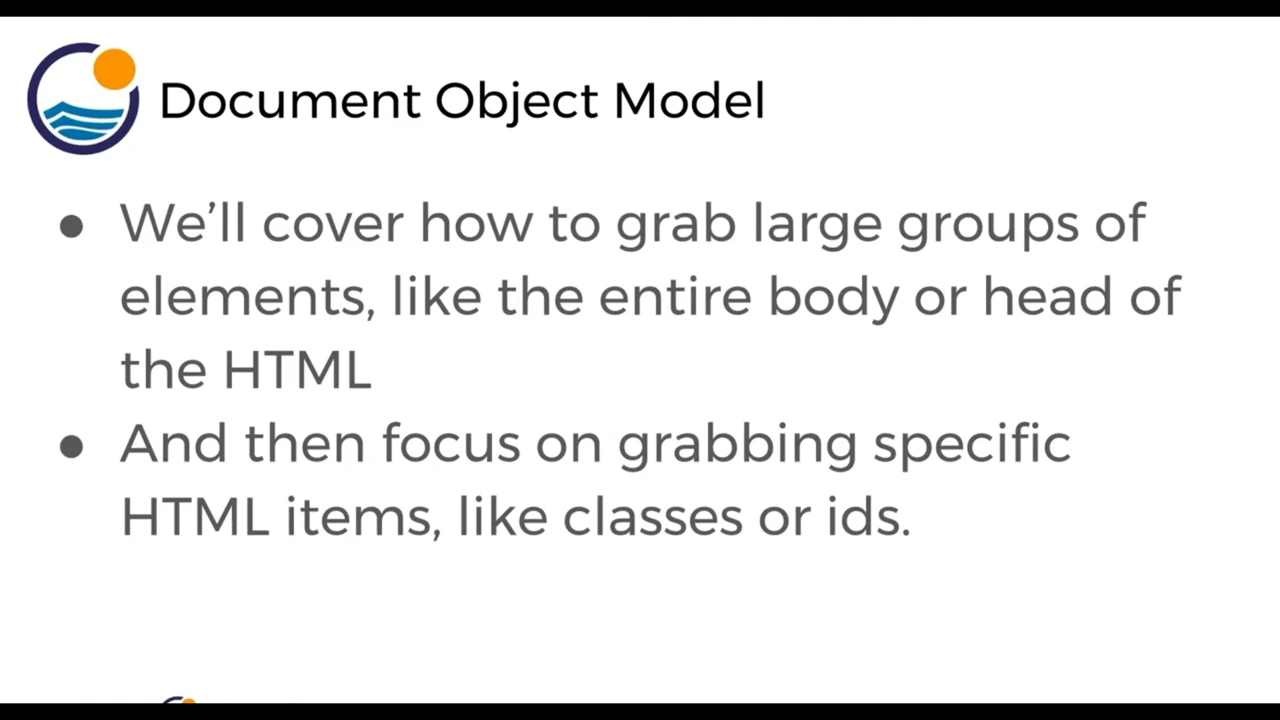 Document Object Model
● We’ll cover how to grab large groups of
elements, like the entire body or head of
the HTML
● And then focus on grabbing specific
HTML items, like classes or ids.